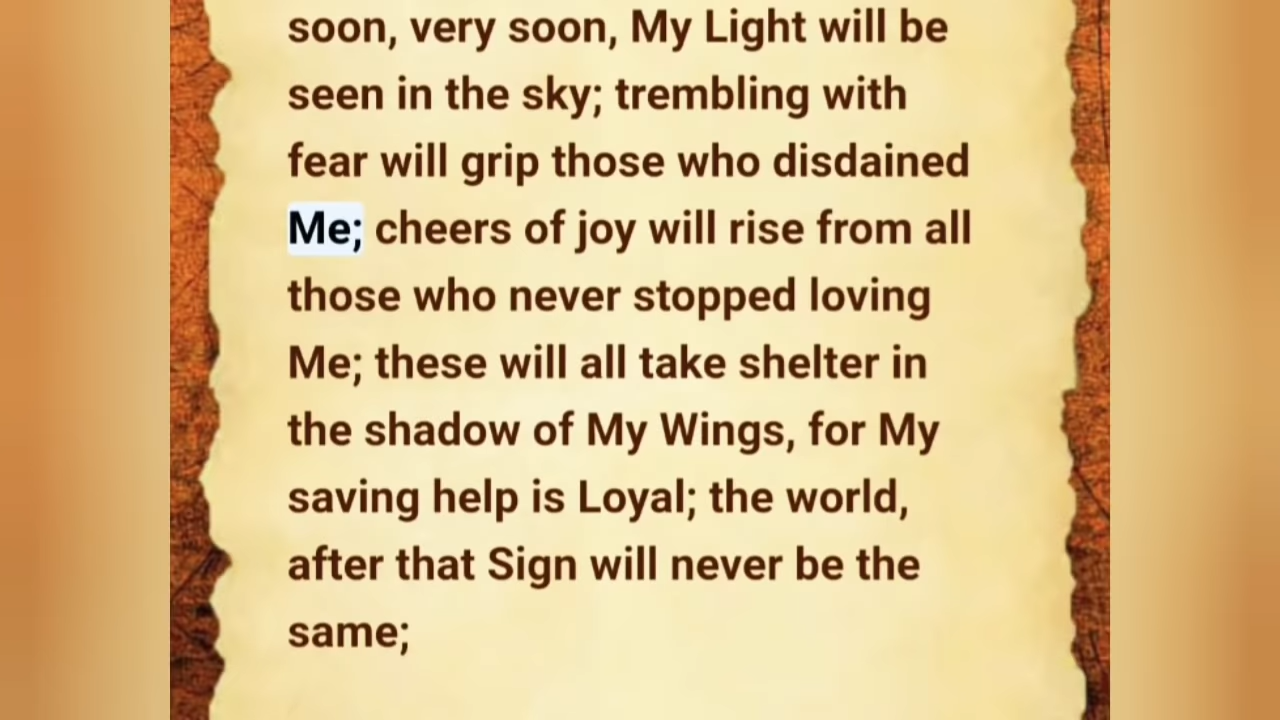 soon, very soon, My Light will be
seen in the sky; trembling with
fear will grip those who disdained
Me; cheers of joy will rise from all
those who never stopped loving
Me; these will all take shelter in
the shadow of My Wings, for My
saving help is Loyal; the world,
after that Sign will never be the
same;